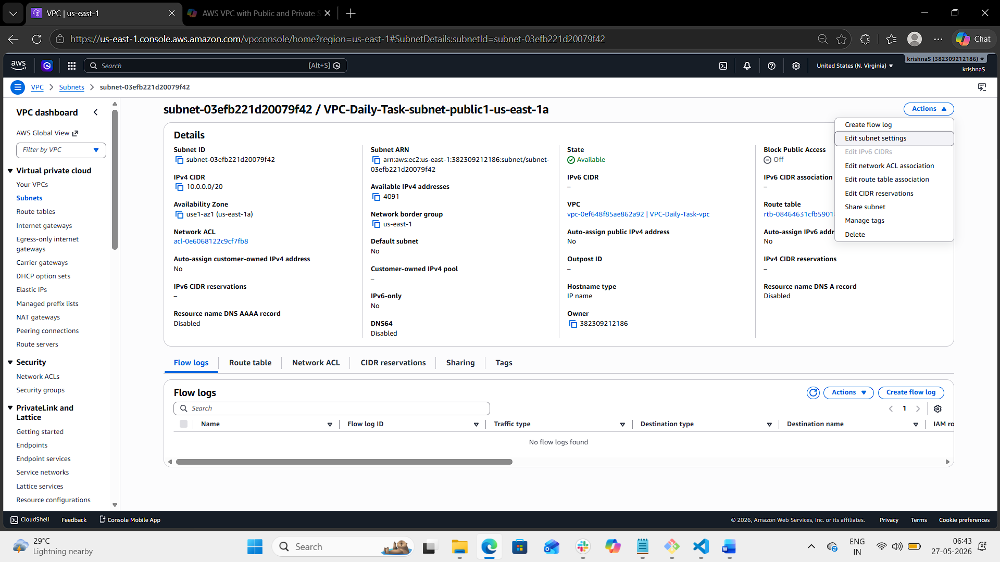 VPC | us-east-1
AWS VPC with Public and Private S
https://us-east-1.console.aws.amazon.com/vpcconsole/home?region=us-east-1#SubnetDetails:subnetId=subnet-03efb221d20079f42
Chat
aws
Search
[Alt+S]
United States (N. Virginia)
krishnaS (382309212186)
krishnaS
VPC
Subnets
subnet-03efb221d20079f42
VPC dashboard
AWS Global View
Filter by VPC
Virtual private cloud
Your VPCs
Subnets
Route tables
Internet gateways
Egress-only internet
gateways
Carrier gateways
DHCP option sets
Elastic IPs
Managed prefix lists
NAT gateways
Peering connections
Route servers
Security
Network ACLs
Security groups
PrivateLink and
Lattice
Getting started
Endpoints
Endpoint services
Service networks
Lattice services
Resource configurations
subnet-03efb221d20079f42 / VPC-Daily-Task-subnet-public1-us-east-1a
Actions
Create flow log
Edit subnet settings
Edit IPv6 CIDRs
Edit network ACL association
Edit route table association
Edit CIDR reservations
Share subnet
Manage tags
Delete
Details
Subnet ID
subnet-03efb221d20079f42
IPv4 CIDR
10.0.0.0/20
Availability Zone
use1-az1 (us-east-1a)
Network ACL
acl-0e6068122c9cf7fb8
Auto-assign customer-owned IPv4 address
No
IPv6 CIDR reservations
–
Resource name DNS AAAA record
Disabled
Subnet ARN
arn:aws:ec2:us-east-1:382309212186:subnet/subnet-
03efb221d20079f42
Available IPv4 addresses
4091
Network border group
us-east-1
Default subnet
No
Customer-owned IPv4 pool
–
IPv6-only
No
DNS64
Disabled
State
Available
IPv6 CIDR
–
VPC
vpc-0ef648f85ae862a92 | VPC-Daily-Task-vpc
Auto-assign public IPv4 address
No
Outpost ID
–
Hostname type
IP name
Owner
382309212186
Block Public Access
Off
IPv6 CIDR association
–
Route table
rtb-08464631cfb5901
Auto-assign IPv6 addr
No
IPv4 CIDR reservations
–
Resource name DNS A record
Disabled
Flow logs
Route table
Network ACL
CIDR reservations
Sharing
Tags
Flow logs
Actions
Create flow log
Search
1
Name
Flow log ID
Traffic type
Destination type
Destination name
IAM ro
No flow logs found
CloudShell
Feedback
Console Mobile App
© 2026, Amazon Web Services, Inc. or its affiliates.
Privacy
Terms
Cookie preferences
29°C
Lightning nearby
Search
ENG
IN
06:43
27-05-2026